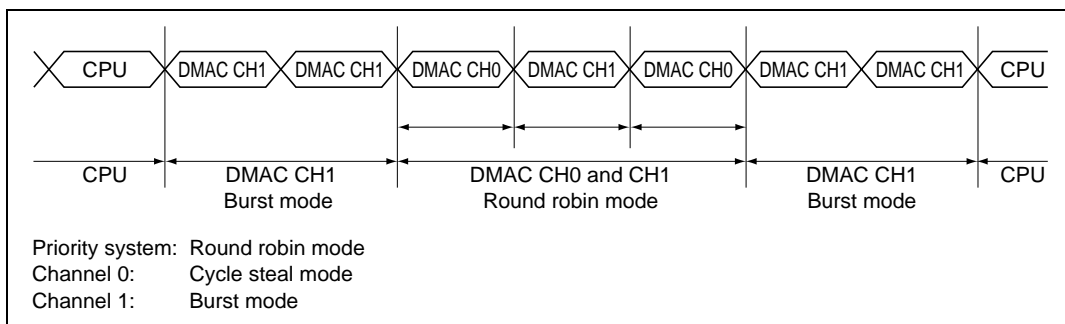 CPU DMAC CH1 DMAC CH1 DMAC CH0 DMAC CH1 DMAC CH0 DMAC CH1 DMAC CH1 CPU
CPU DMAC CH1 DMAC CH0 and CH1 DMAC CH1 CPU
Burst mode Round robin mode Burst mode
Priority system: Round robin mode
Channel 0: Cycle steal mode
Channel 1: Burst mode